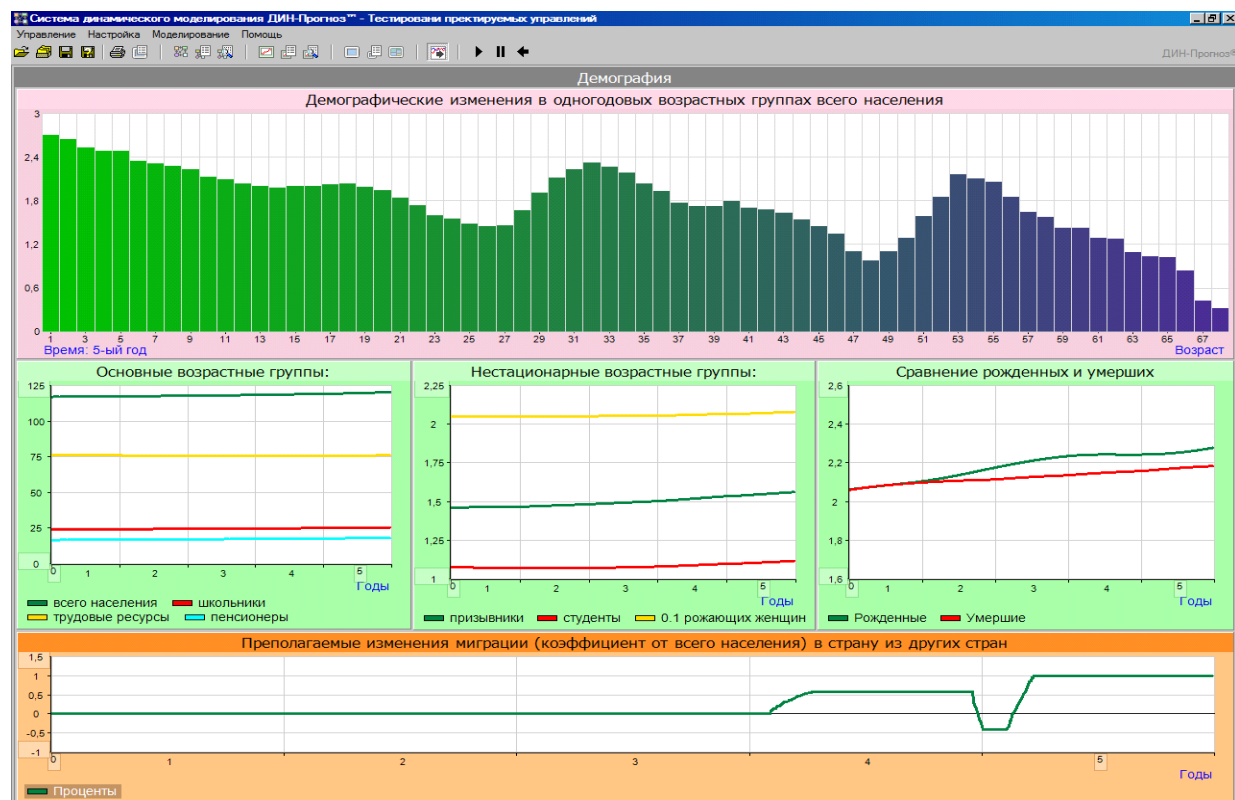 Система динамического моделирования ДИН-Прогноз™ - Тестировани пректируемых управлений
Управление Настройка Моделирование Помощь
ДИН-Прогноз®
Демография
Демографические изменения в одногодовых возрастных группах всего населения
3
2,4
1,8
1,2
0,6
0
1 3 5 7 9 11 13 15 17 19 21 23 25 27 29 31 33 35 37 39 41 43 45 47 49 51 53 55 57 59 61 63 65 67
Время: 5-ый год Возраст
Основные возрастные группы:
125
100
75
50
25
0
0 1 2 3 4 5
Годы
всего населения школьники
трудовые ресурсы пенсионеры
Нестационарные возрастные группы:
2,25
2
1,75
1,5
1,25
1
0 1 2 3 4 5
Годы
призывники студенты 0.1 рожающих женщин
Сравнение рожденных и умерших
2,6
2,4
2,2
2
1,8
1,6
0 1 2 3 4 5
Годы
Рожденные Умершие
Преполагаемые изменения миграции (коэффициент от всего населения) в страну из других стран
1,5
1
0,5
0
-0,5
-1
0 1 2 3 4 5
Годы
Проценты